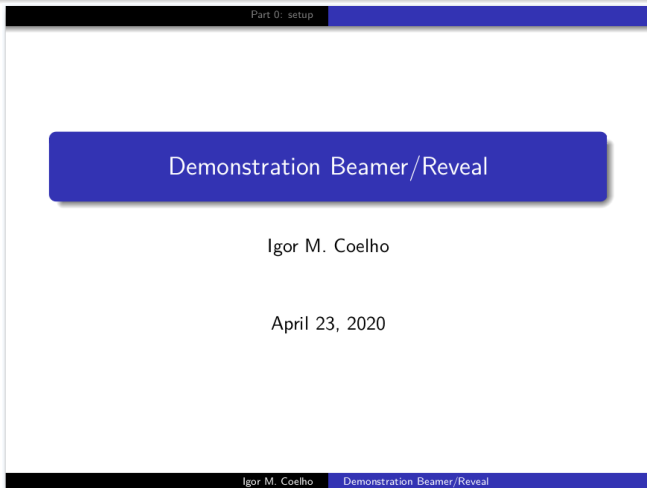 Part 0: setup
Demonstration Beamer/Reveal
Igor M. Coelho
April 23, 2020
Igor M. Coelho Demonstration Beamer/Reveal